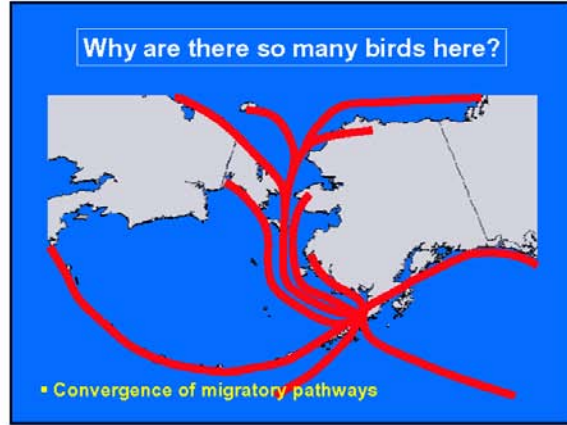 Why are there so many birds here?
▪ Convergence of migratory pathways